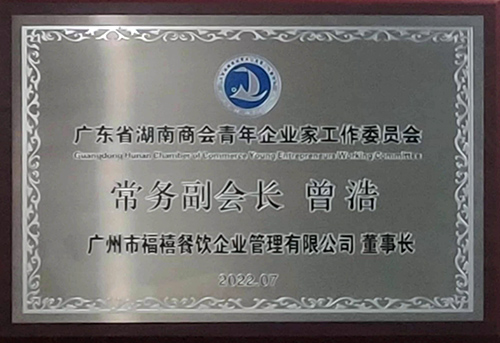 广东省湖南商会青年企业家工作委员会
Guangdong Hunan Chamber of Commerce Young Entrepreneurs Working Committee
常务副会长 曾浩
广州市福禧餐饮企业管理有限公司 董事长
2022.07